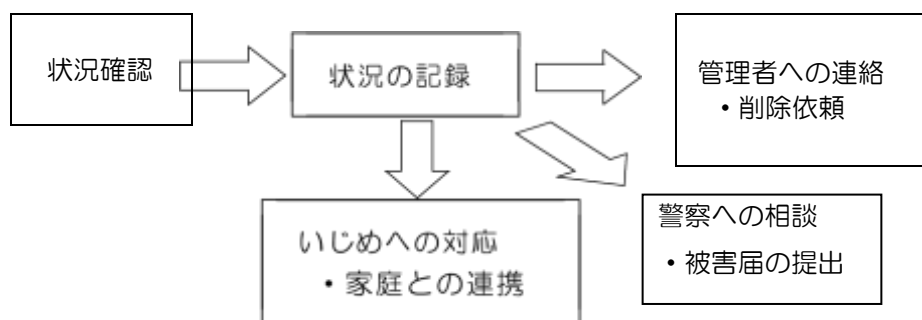 状況確認
状況の記録
管理者への連絡
・削除依頼
いじめへの対応
・家庭との連携
警察への相談
・被害届の提出